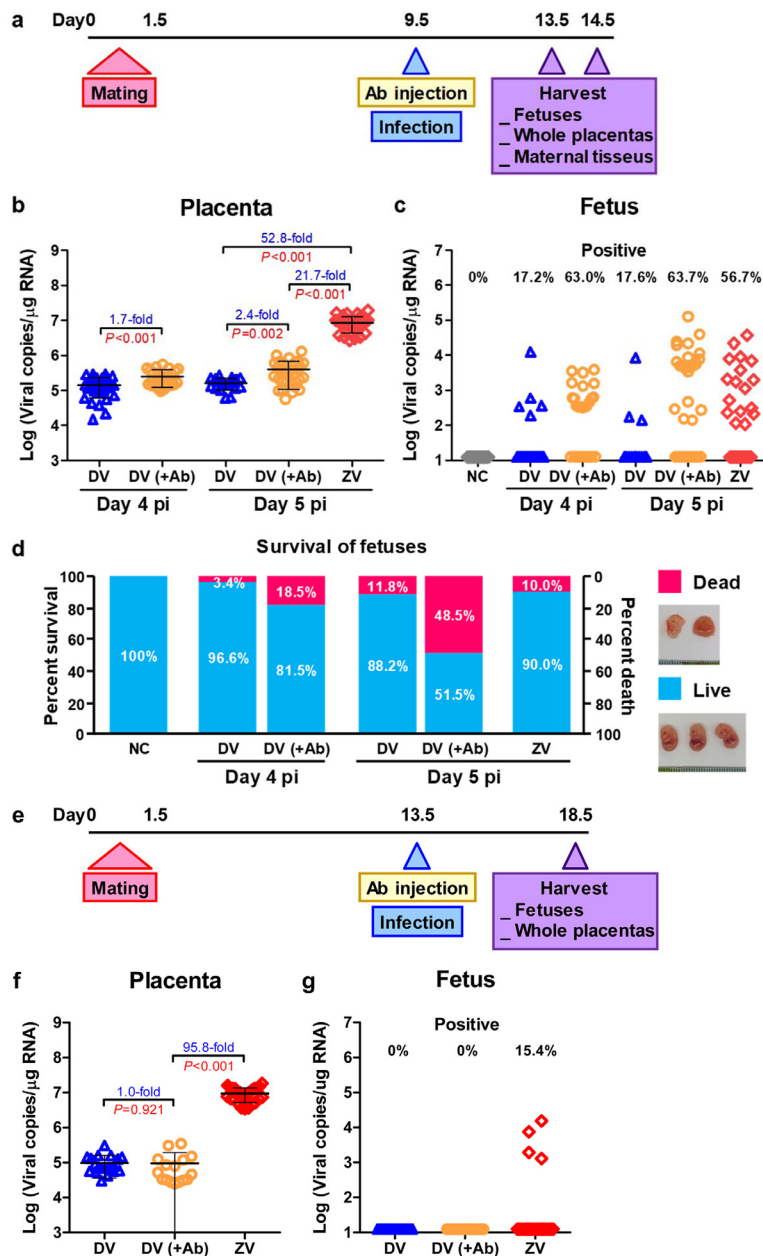 a
Day0 1.5 9.5 13.5 14.5
Mating
Ab injection
Infection
Harvest
_ Fetuses
_ Whole placentas
_ Maternal tisseus
b
Placenta
Log (Viral copies/μg RNA)
9
8
7
6
5
4
3
52.8-fold
P<0.001
21.7-fold
P<0.001
1.7-fold
P<0.001
2.4-fold
P=0.002
DV DV (+Ab) DV DV (+Ab) ZV
Day 4 pi Day 5 pi
c
Fetus
Log (Viral copies/μg RNA)
Positive
0% 17.2% 63.0% 17.6% 63.7% 56.7%
7
6
5
4
3
2
1
NC DV DV (+Ab) DV DV (+Ab) ZV
Day 4 pi Day 5 pi
d
Survival of fetuses
Percent survival
100
80
60
40
20
0
100%
3.4%
96.6%
18.5%
81.5%
11.8%
88.2%
48.5%
51.5%
10.0%
90.0%
0
20
40
60
80
100
Percent death
NC DV DV (+Ab) DV DV (+Ab) ZV
Day 4 pi Day 5 pi
Dead
Live
e
Day0 1.5 13.5 18.5
Mating
Ab injection
Infection
Harvest
_ Fetuses
_ Whole placentas
f
Placenta
Log (Viral copies/μg RNA)
9
8
7
6
5
4
3
95.8-fold
P<0.001
1.0-fold
P=0.921
DV DV (+Ab) ZV
g
Fetus
Log (Viral copies/ug RNA)
Positive
0% 0% 15.4%
7
6
5
4
3
2
1
DV DV (+Ab) ZV